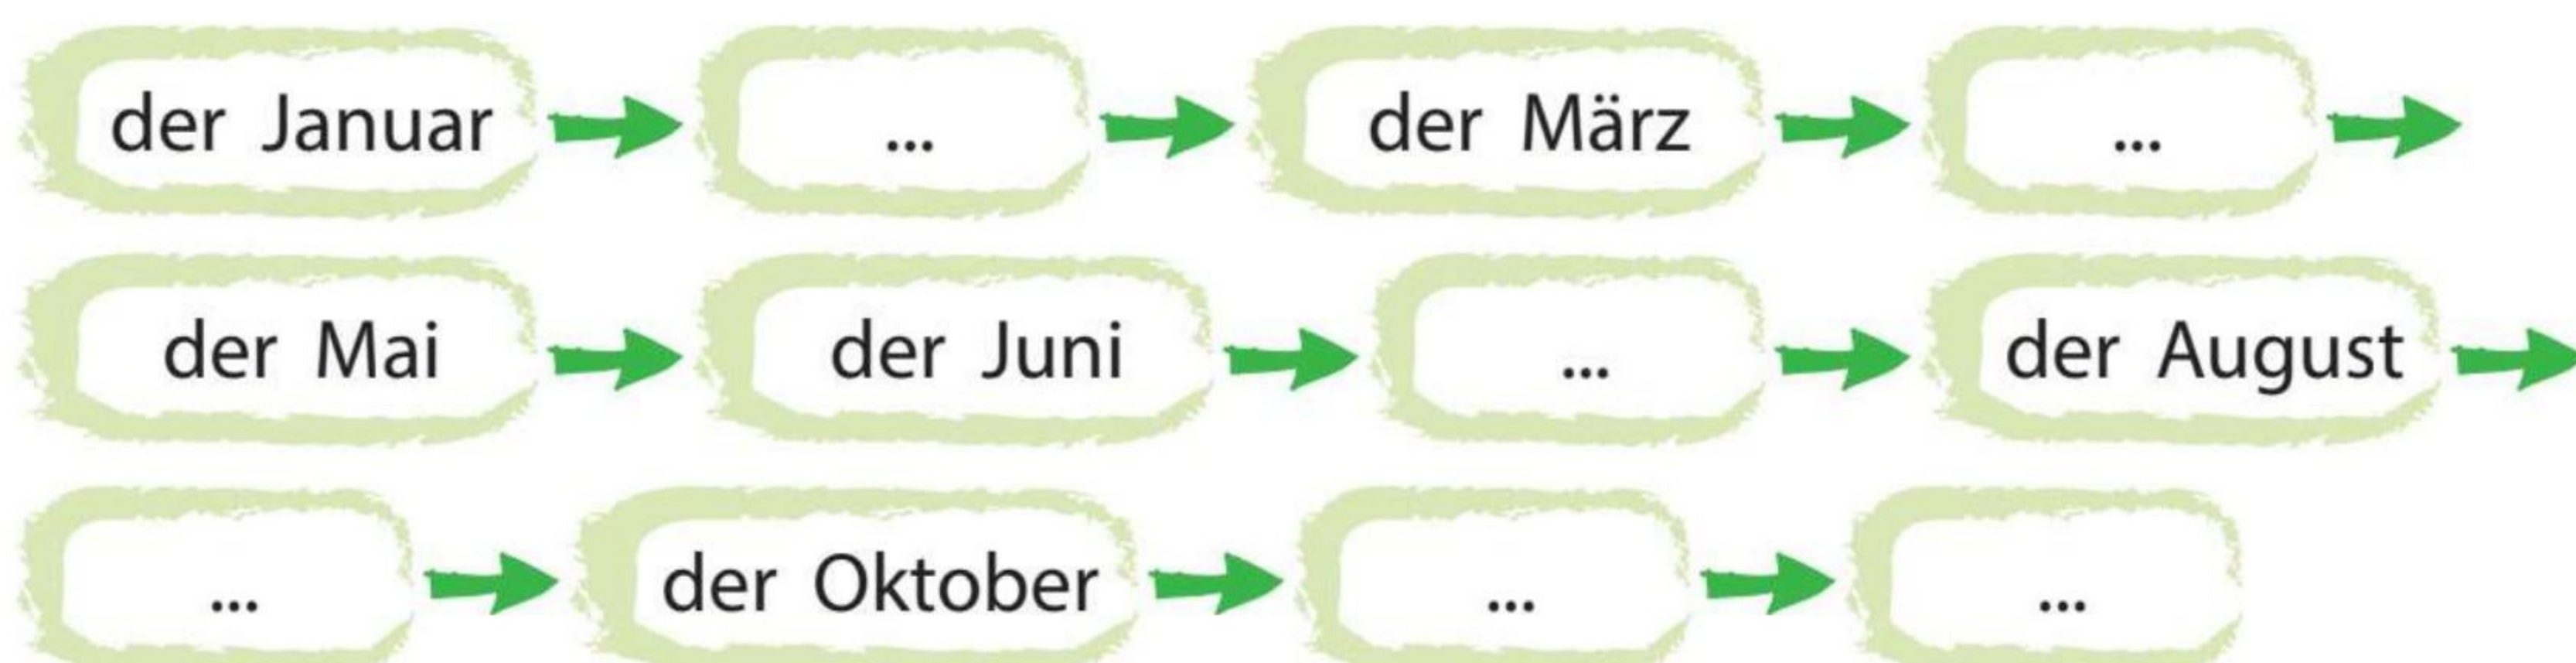 der Januar ... der März ...
der Mai der Juni ... der August
... der Oktober ... ...